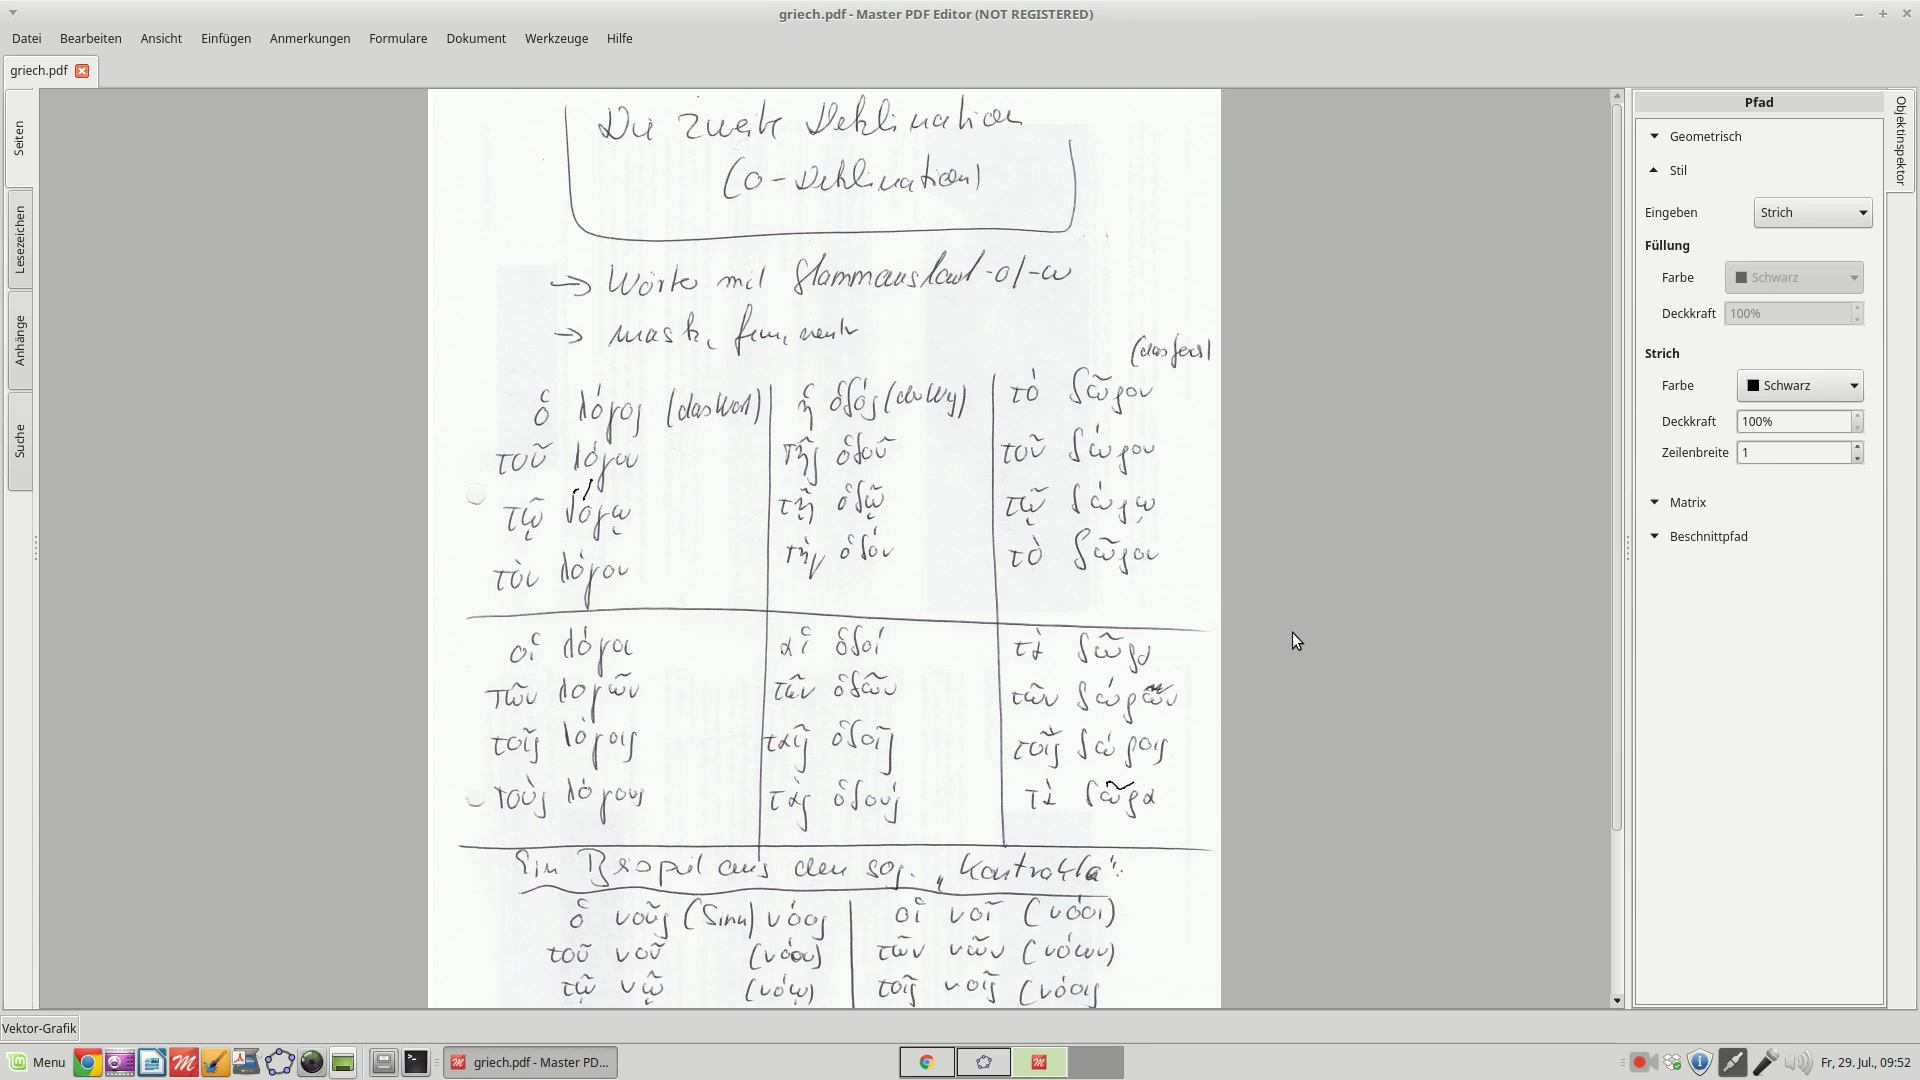 griech.pdf - Master PDF Editor (NOT REGISTERED)
Datei Bearbeiten Ansicht Einfügen Anmerkungen Formulare Dokument Werkzeuge Hilfe
griech.pdf
Seiten
Lesezeichen
Anhänge
Suche
Die zweite Deklination
(O-Deklination)
→ Wörter mit Stammauslaut -o/-ω
→ mask, fem, neutr
ὁ λόγος (das Wort) ἡ ὁδός (der Weg) τὸ δῶρον
τοῦ λόγου τῆς ὁδοῦ τοῦ δώρου
τῷ λόγῳ τῇ ὁδῷ τῷ δώρῳ
τὸν λόγον τὴν ὁδόν τὸ δῶρον
οἱ λόγοι αἱ ὁδοί τὰ δῶρα
τῶν λογῶν τῶν ὁδῶν τῶν δώρων
τοῖς λόγοις ταῖς ὁδοῖς τοῖς δώροις
τοὺς λόγους τὰς ὁδούς τὰ δῶρα
Ein Beispiel aus den sog. „Kontrakta":
ὁ νοῦς (Sinn) νόος οἱ νοῖ (νόοι)
τοῦ νοῦ (νόου) τῶν νῶν (νόων)
τῷ νῷ (νόῳ) τοῖς νοῖς (νόοις
Pfad
Geometrisch
Stil
Eingeben Strich
Füllung
Farbe Schwarz
Deckkraft 100%
Strich
Farbe Schwarz
Deckkraft 100%
Zeilenbreite 1
Matrix
Beschnittpfad
Objektinspektor
Vektor-Grafik
Menu griech.pdf - Master PD... Fr, 29. Jul., 09:52